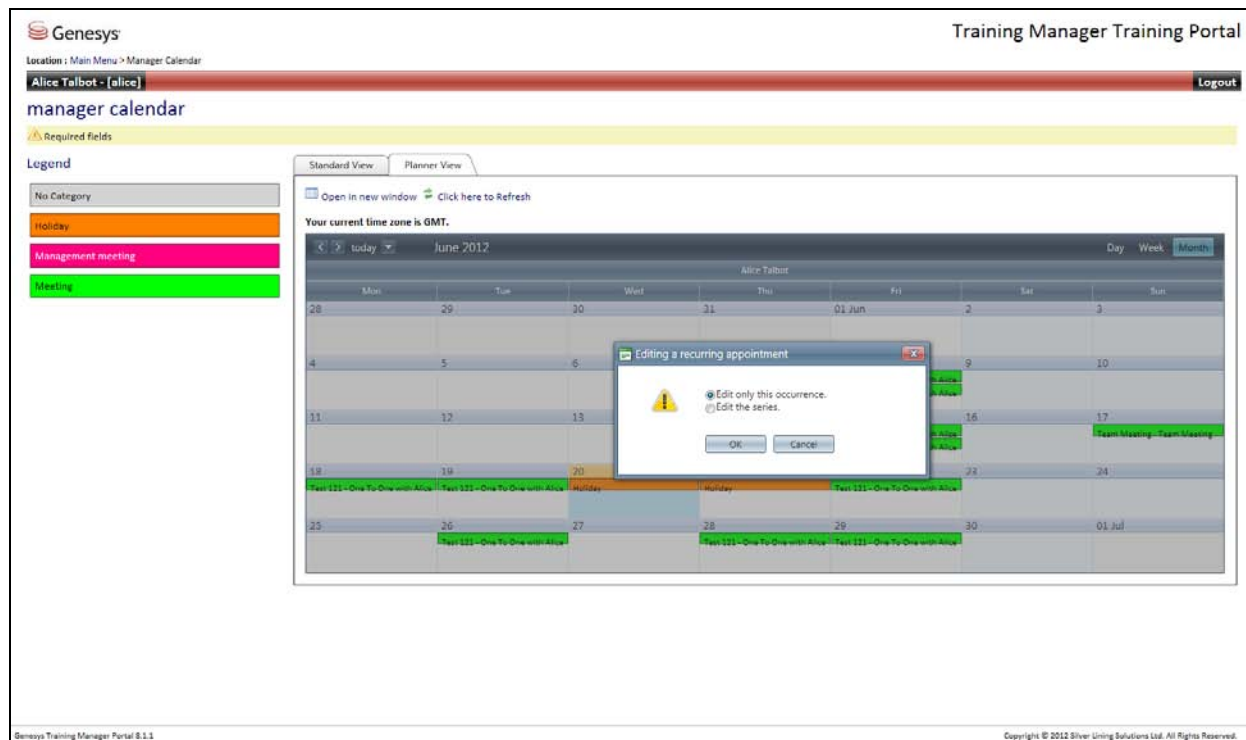 Genesys
Training Manager Training Portal
Location : Main Menu > Manager Calendar
Alice Talbot - [alice]
Logout
manager calendar
Required fields
Legend
Standard View
Planner View
No Category
Holiday
Management meeting
Meeting
Open in new window
Click here to Refresh
Your current time zone is GMT.
today
June 2012
Day Week Month
Alice Talbot
Mon Tue Wed Thu Fri Sat Sun
28 29 30 31 01 Jun 2 3
Editing a recurring appointment
4 5 6 9 10
with Alice
with Alice
Edit only this occurrence.
Edit the series.
11 12 13 16 17
with Alice Team Meeting - Team Meeting
with Alice
OK Cancel
18 19 20 23 24
Test 121 - One To One with Alice Test 121 - One To One with Alice Holiday Holiday Test 121 - One To One with Alice
25 26 27 28 29 30 01 Jul
Test 121 - One To One with Alice Test 121 - One To One with Alice Test 121 - One To One with Alice
Genesys Training Manager Portal 8.1.1
Copyright © 2012 Silver Lining Solutions Ltd. All Rights Reserved.